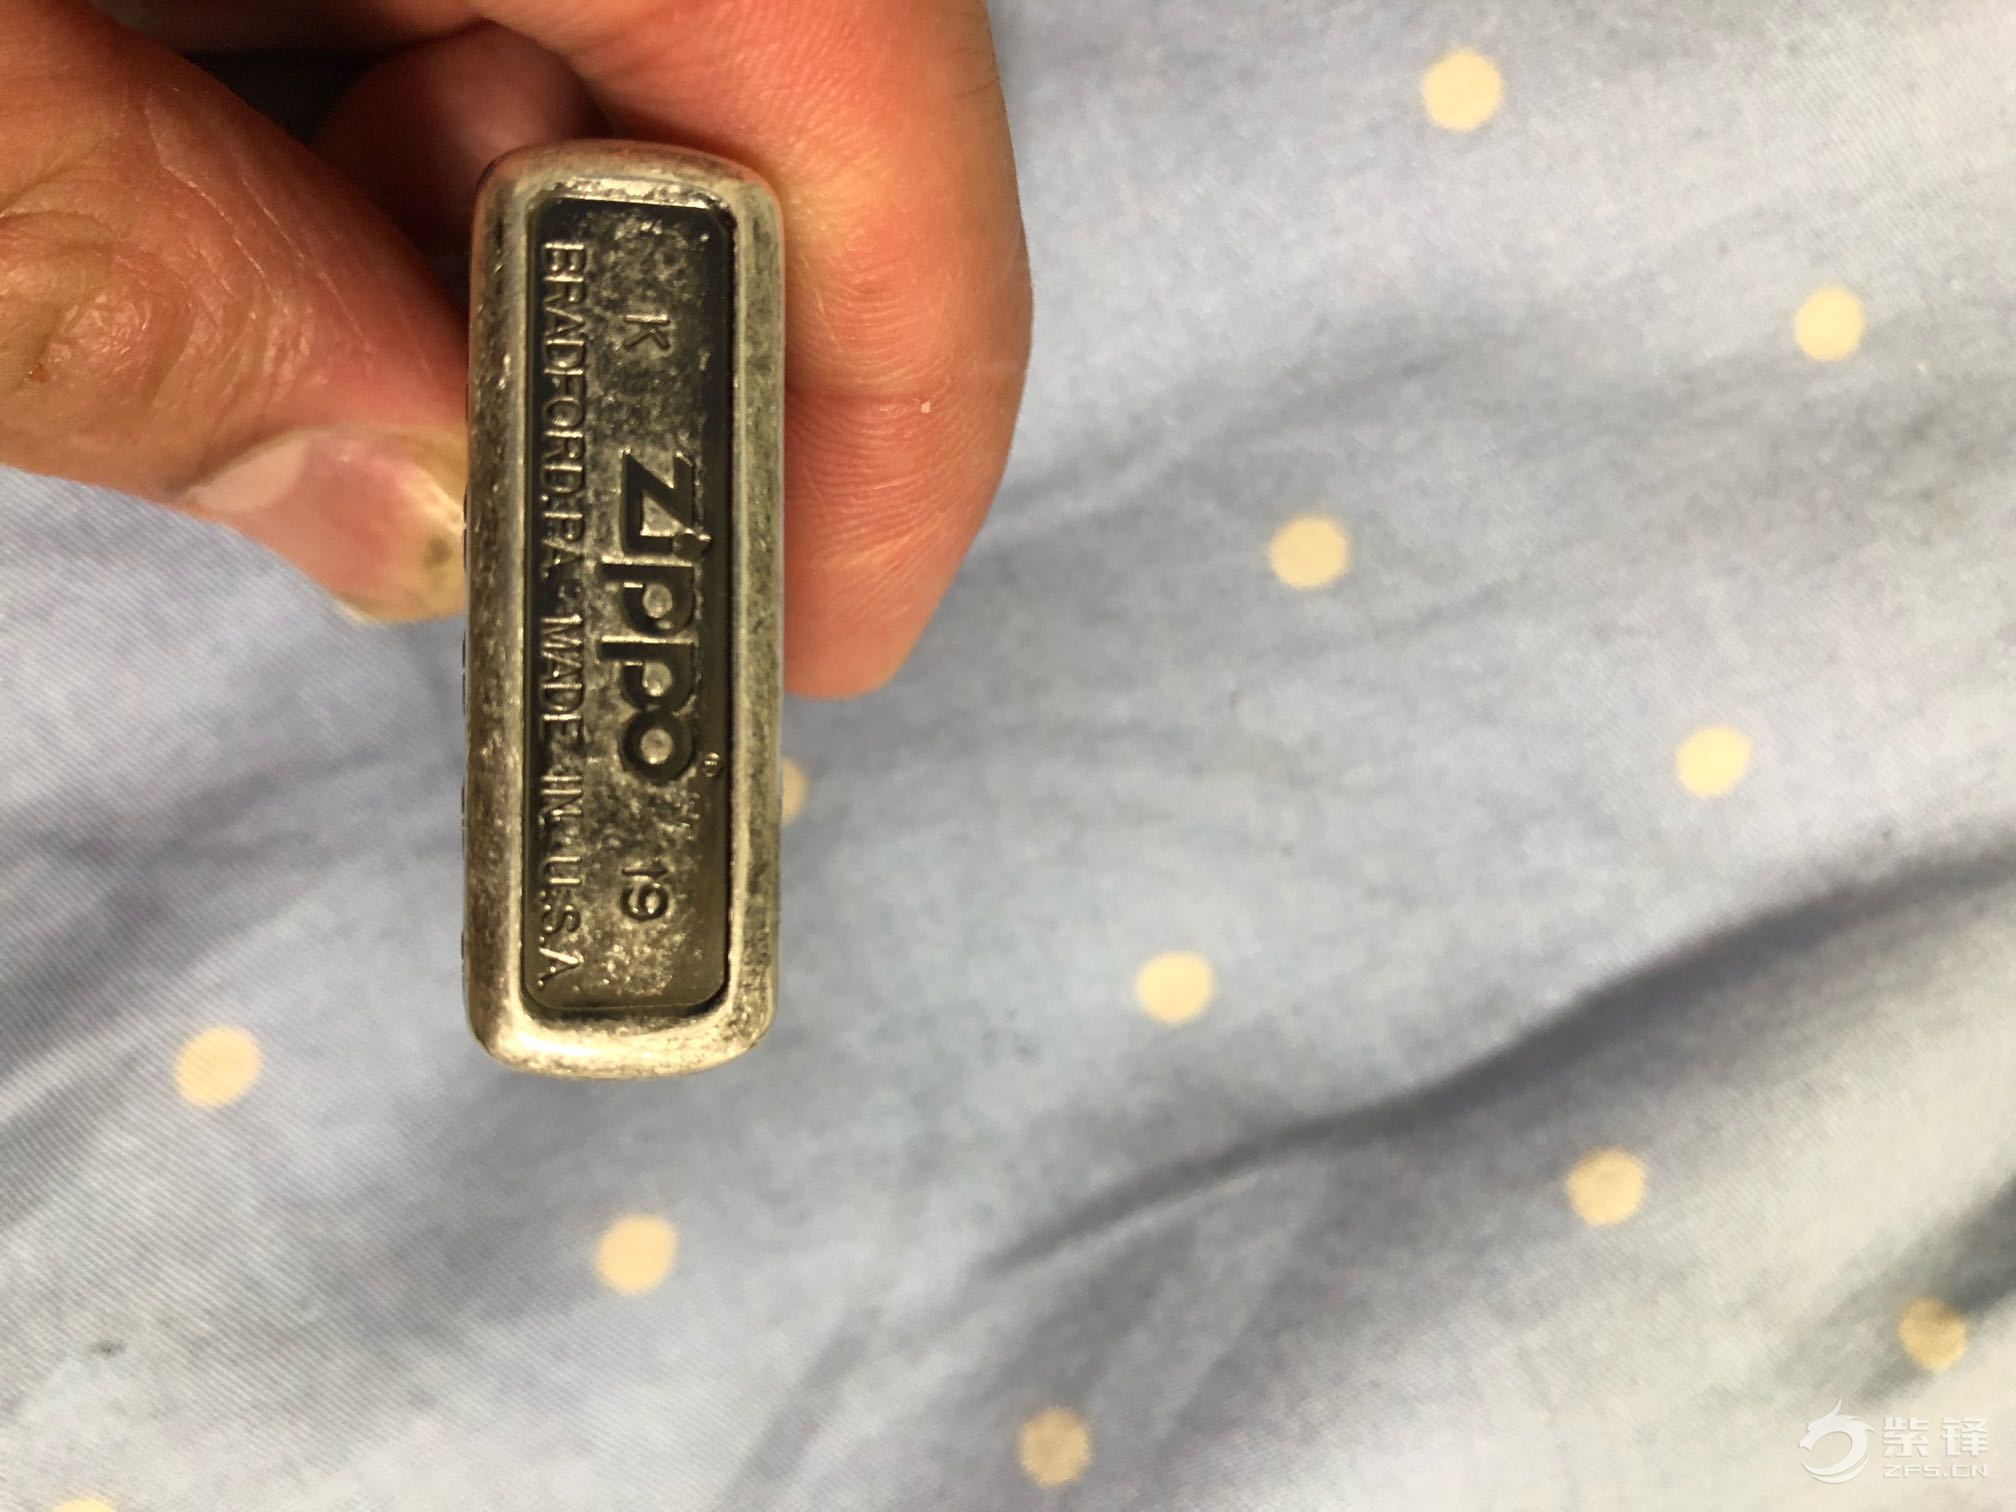 K ZIPPO ® 19
BRADFORD.PA. MADE IN U.S.A.
紫锋
ZFS.CN